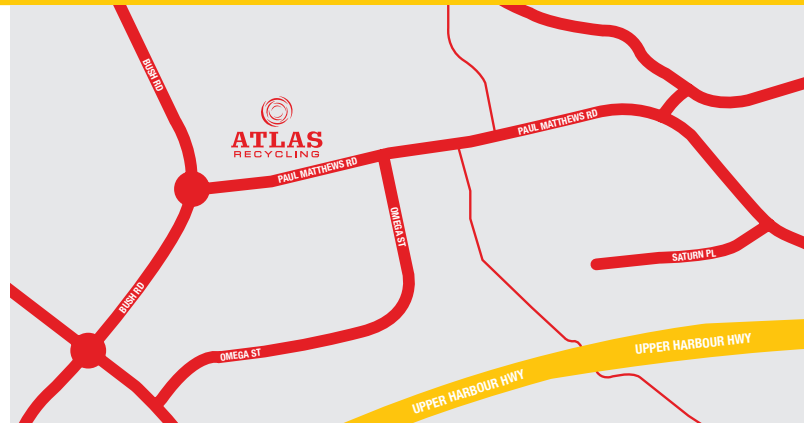 BUSH RD
ATLAS
RECYCLING
PAUL MATTHEWS RD
PAUL MATTHEWS RD
OMEGA ST
SATURN PL
BUSH RD
OMEGA ST
UPPER HARBOUR HWY
UPPER HARBOUR HWY